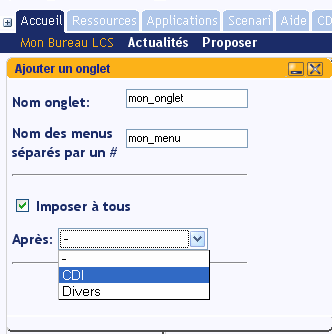 Accueil Ressources Applications Scenari Aide CD
Mon Bureau LCS Actualités Proposer
Ajouter un onglet
Nom onglet: mon_onglet
Nom des menus
séparés par un # mon_menu
Imposer à tous
Après: -
-
CDI
Divers